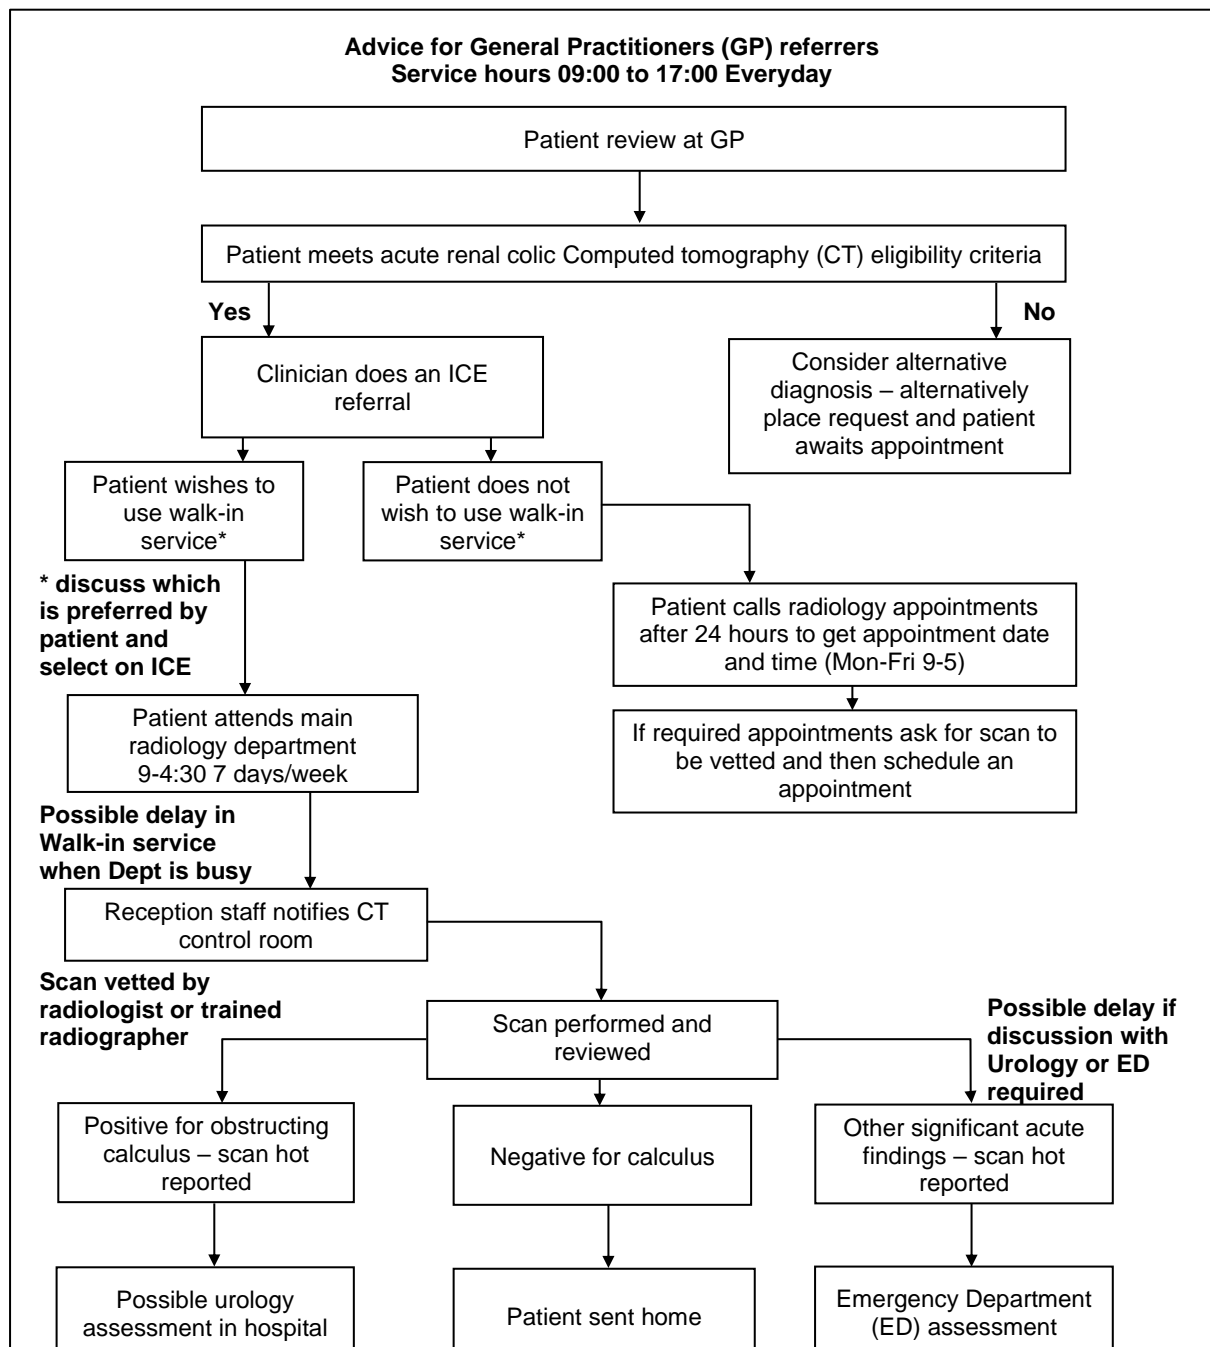 Advice for General Practitioners (GP) referrers
Service hours 09:00 to 17:00 Everyday
Patient review at GP
Patient meets acute renal colic Computed tomography (CT) eligibility criteria
Yes
No
Clinician does an ICE
referral
Consider alternative
diagnosis – alternatively
place request and patient
awaits appointment
Patient wishes to
use walk-in
service*
Patient does not
wish to use walk-in
service*
* discuss which
is preferred by
patient and
select on ICE
Patient calls radiology appointments
after 24 hours to get appointment date
and time (Mon-Fri 9-5)
Patient attends main
radiology department
9-4:30 7 days/week
If required appointments ask for scan to
be vetted and then schedule an
appointment
Possible delay in
Walk-in service
when Dept is busy
Reception staff notifies CT
control room
Scan vetted by
radiologist or trained
radiographer
Scan performed and
reviewed
Possible delay if
discussion with
Urology or ED
required
Positive for obstructing
calculus – scan hot
reported
Negative for calculus
Other significant acute
findings – scan hot
reported
Possible urology
assessment in hospital
Patient sent home
Emergency Department
(ED) assessment